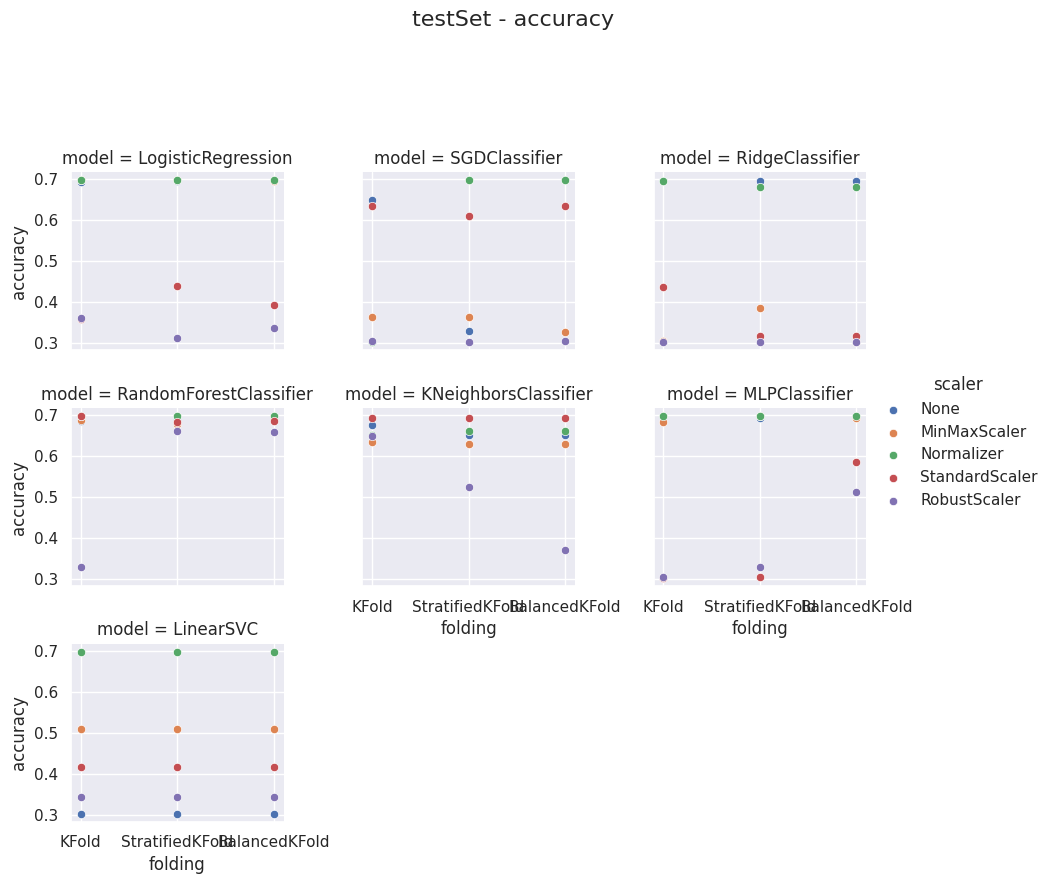 testSet - accuracy
model = LogisticRegression
model = SGDClassifier
model = RidgeClassifier
0.7
0.6
0.5
0.4
0.3
accuracy
model = RandomForestClassifier
model = KNeighborsClassifier
model = MLPClassifier
0.7
0.6
0.5
0.4
0.3
accuracy
KFold
StratifiedKFold
BalancedKFold
folding
KFold
StratifiedKFold
BalancedKFold
folding
scaler
None
MinMaxScaler
Normalizer
StandardScaler
RobustScaler
model = LinearSVC
0.7
0.6
0.5
0.4
0.3
accuracy
KFold
StratifiedKFold
BalancedKFold
folding